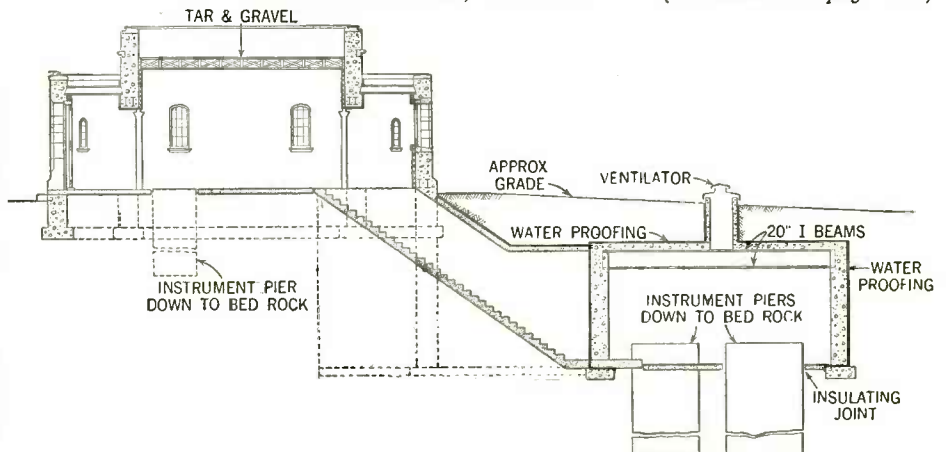 TAR & GRAVEL
APPROX
GRADE
VENTILATOR
WATER PROOFING
20" I BEAMS
WATER
PROOFING
INSTRUMENT PIER
DOWN TO BED ROCK
INSTRUMENT PIERS
DOWN TO BED ROCK
INSULATING
JOINT